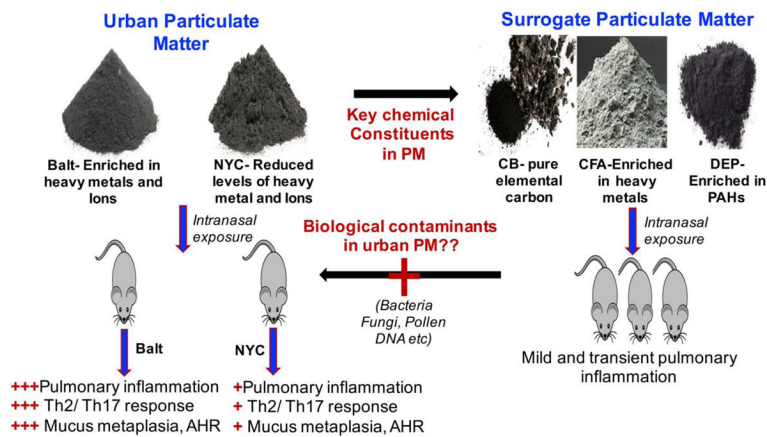 Urban Particulate
Matter
Surrogate Particulate Matter
Key chemical
Constituents
in PM
Balt- Enriched in
heavy metals and
Ions
NYC- Reduced
levels of heavy
metal and Ions
CB- pure
elemental
carbon
CFA-Enriched
in heavy
metals
DEP-
Enriched in
PAHs
Intranasal
exposure
Biological contaminants
in urban PM??
Intranasal
exposure
(Bacteria
Fungi, Pollen
DNA etc)
Balt
NYC
Mild and transient pulmonary
inflammation
+++Pulmonary inflammation
+++ Th2/ Th17 response
+++ Mucus metaplasia, AHR
+Pulmonary inflammation
+ Th2/ Th17 response
+ Mucus metaplasia, AHR